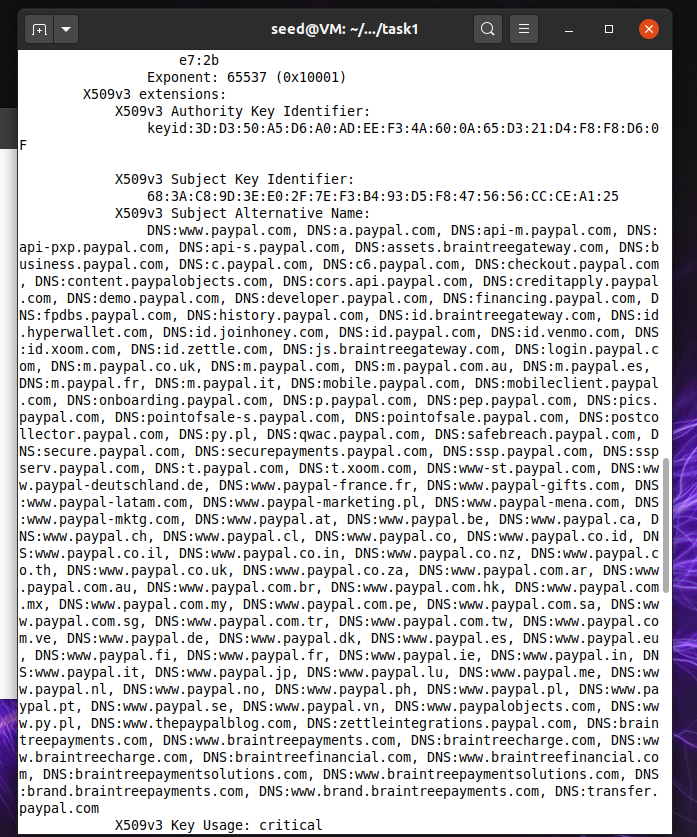 seed@VM: ~/.../task1
e7:2b
Exponent: 65537 (0x10001)
X509v3 extensions:
X509v3 Authority Key Identifier:
keyid:3D:D3:50:A5:D6:A0:AD:EE:F3:4A:60:0A:65:D3:21:D4:F8:F8:D6:0
F
X509v3 Subject Key Identifier:
68:3A:C8:9D:3E:E0:2F:7E:F3:B4:93:D5:F8:47:56:56:CC:CE:A1:25
X509v3 Subject Alternative Name:
DNS:www.paypal.com, DNS:a.paypal.com, DNS:api-m.paypal.com, DNS:
api-pxp.paypal.com, DNS:api-s.paypal.com, DNS:assets.braintreegateway.com, DNS:b
usiness.paypal.com, DNS:c.paypal.com, DNS:c6.paypal.com, DNS:checkout.paypal.com
, DNS:content.paypalobjects.com, DNS:cors.api.paypal.com, DNS:creditapply.paypal
.com, DNS:demo.paypal.com, DNS:developer.paypal.com, DNS:financing.paypal.com, D
NS:fpdbs.paypal.com, DNS:history.paypal.com, DNS:id.braintreegateway.com, DNS:id
.hyperwallet.com, DNS:id.joinhoney.com, DNS:id.paypal.com, DNS:id.venmo.com, DNS
:id.xoom.com, DNS:id.zettle.com, DNS:js.braintreegateway.com, DNS:login.paypal.c
om, DNS:m.paypal.co.uk, DNS:m.paypal.com, DNS:m.paypal.com.au, DNS:m.paypal.es,
DNS:m.paypal.fr, DNS:m.paypal.it, DNS:mobile.paypal.com, DNS:mobileclient.paypal
.com, DNS:onboarding.paypal.com, DNS:p.paypal.com, DNS:pep.paypal.com, DNS:pics.
paypal.com, DNS:pointofsale-s.paypal.com, DNS:pointofsale.paypal.com, DNS:postco
llector.paypal.com, DNS:py.pl, DNS:qwac.paypal.com, DNS:safebreach.paypal.com, D
NS:secure.paypal.com, DNS:securepayments.paypal.com, DNS:ssp.paypal.com, DNS:ssp
serv.paypal.com, DNS:t.paypal.com, DNS:t.xoom.com, DNS:www-st.paypal.com, DNS:ww
w.paypal-deutschland.de, DNS:www.paypal-france.fr, DNS:www.paypal-gifts.com, DNS
:www.paypal-latam.com, DNS:www.paypal-marketing.pl, DNS:www.paypal-mena.com, DNS
:www.paypal-mktg.com, DNS:www.paypal.at, DNS:www.paypal.be, DNS:www.paypal.ca, D
NS:www.paypal.ch, DNS:www.paypal.cl, DNS:www.paypal.co, DNS:www.paypal.co.id, DN
S:www.paypal.co.il, DNS:www.paypal.co.in, DNS:www.paypal.co.nz, DNS:www.paypal.c
o.th, DNS:www.paypal.co.uk, DNS:www.paypal.co.za, DNS:www.paypal.com.ar, DNS:www
.paypal.com.au, DNS:www.paypal.com.br, DNS:www.paypal.com.hk, DNS:www.paypal.com
.mx, DNS:www.paypal.com.my, DNS:www.paypal.com.pe, DNS:www.paypal.com.sa, DNS:ww
w.paypal.com.sg, DNS:www.paypal.com.tr, DNS:www.paypal.com.tw, DNS:www.paypal.co
m.ve, DNS:www.paypal.de, DNS:www.paypal.dk, DNS:www.paypal.es, DNS:www.paypal.eu
, DNS:www.paypal.fi, DNS:www.paypal.fr, DNS:www.paypal.ie, DNS:www.paypal.in, DN
S:www.paypal.it, DNS:www.paypal.jp, DNS:www.paypal.lu, DNS:www.paypal.me, DNS:ww
w.paypal.nl, DNS:www.paypal.no, DNS:www.paypal.ph, DNS:www.paypal.pl, DNS:www.pa
ypal.pt, DNS:www.paypal.se, DNS:www.paypal.vn, DNS:www.paypalobjects.com, DNS:ww
w.py.pl, DNS:www.thepaypalblog.com, DNS:zettleintegrations.paypal.com, DNS:brain
treepayments.com, DNS:www.braintreepayments.com, DNS:braintreecharge.com, DNS:ww
w.braintreecharge.com, DNS:braintreefinancial.com, DNS:www.braintreefinancial.co
m, DNS:braintreepaymentsolutions.com, DNS:www.braintreepaymentsolutions.com, DNS
:brand.braintreepayments.com, DNS:www.brand.braintreepayments.com, DNS:transfer.
paypal.com
X509v3 Key Usage: critical